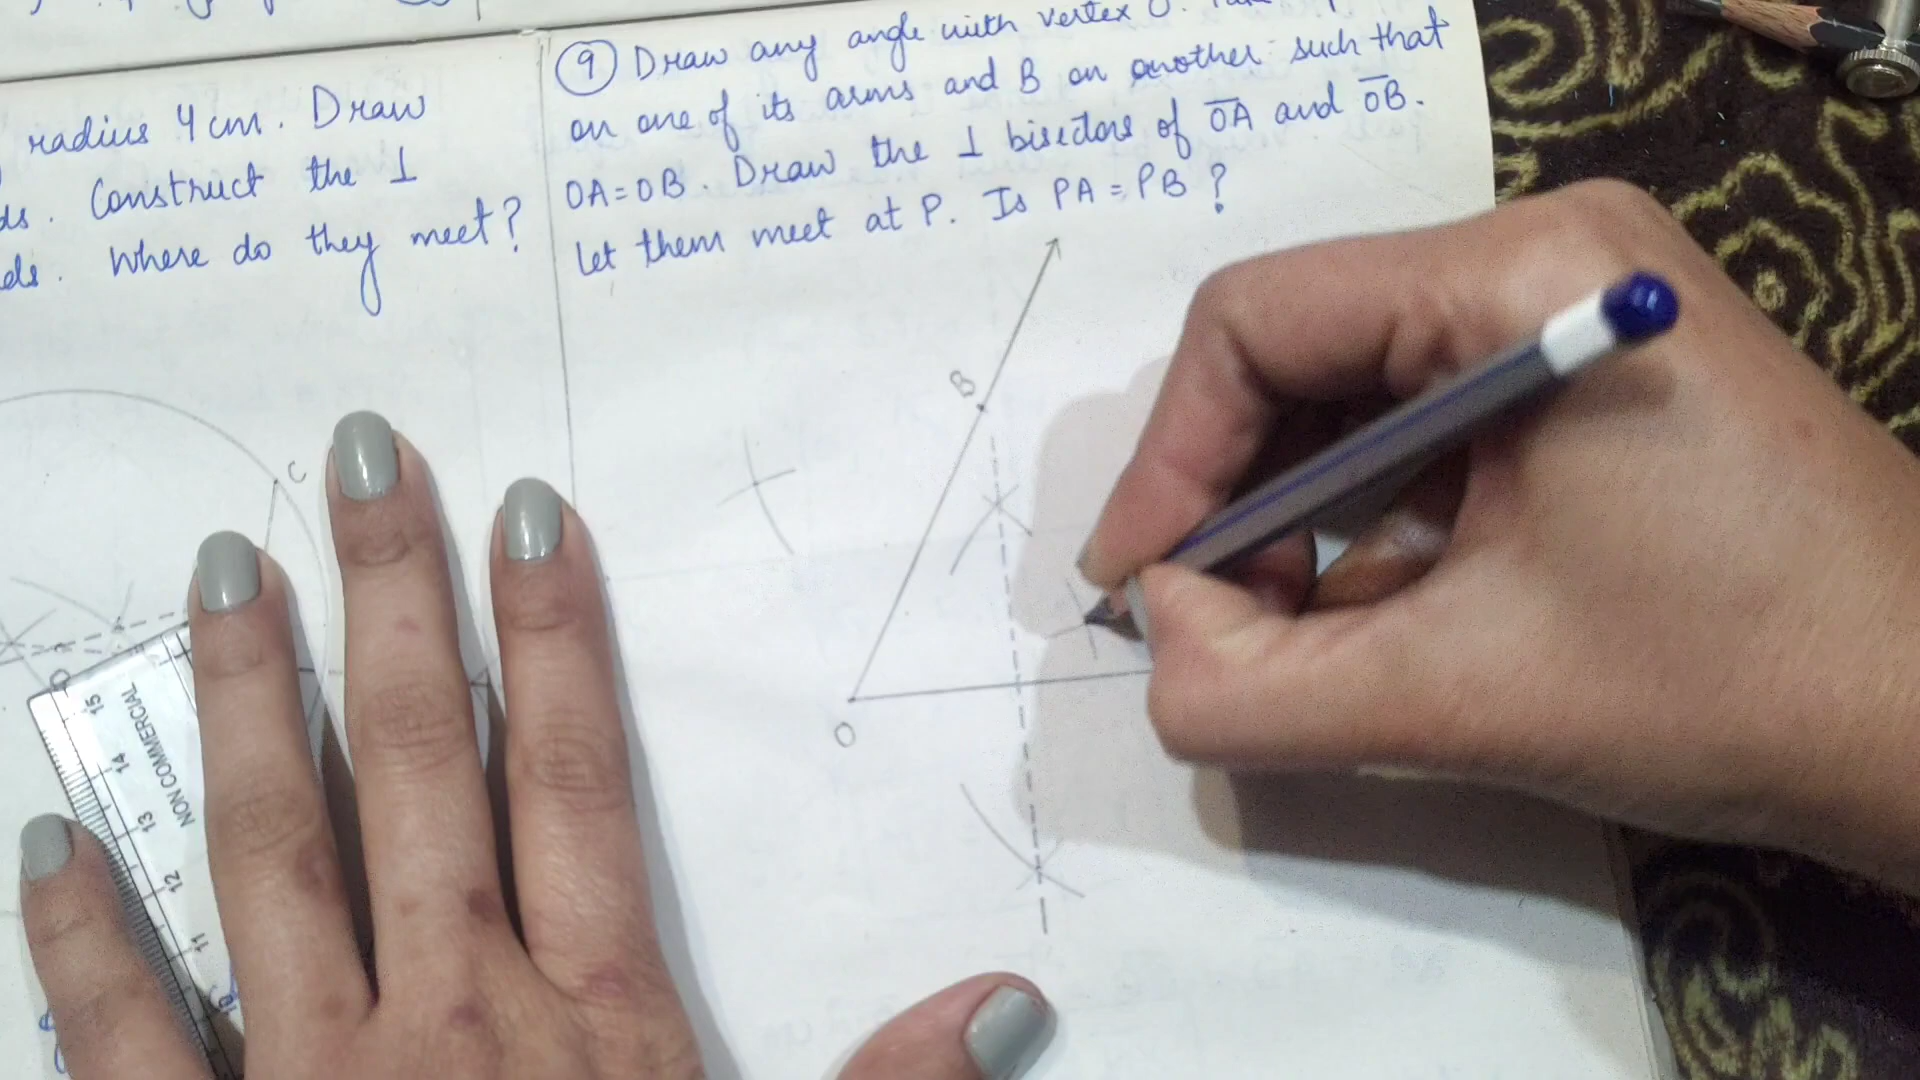 radius 4 cm. Draw
ds. Construct the ⊥
ds. Where do they meet?
9 Draw any angle with vertex O.
on one of its arms and B on another such that
OA = OB. Draw the ⊥ bisectors of OA and OB.
let them meet at P. Is PA = PB ?
B
C
O
15
14
13
12
11
10
NON COMMERCIAL